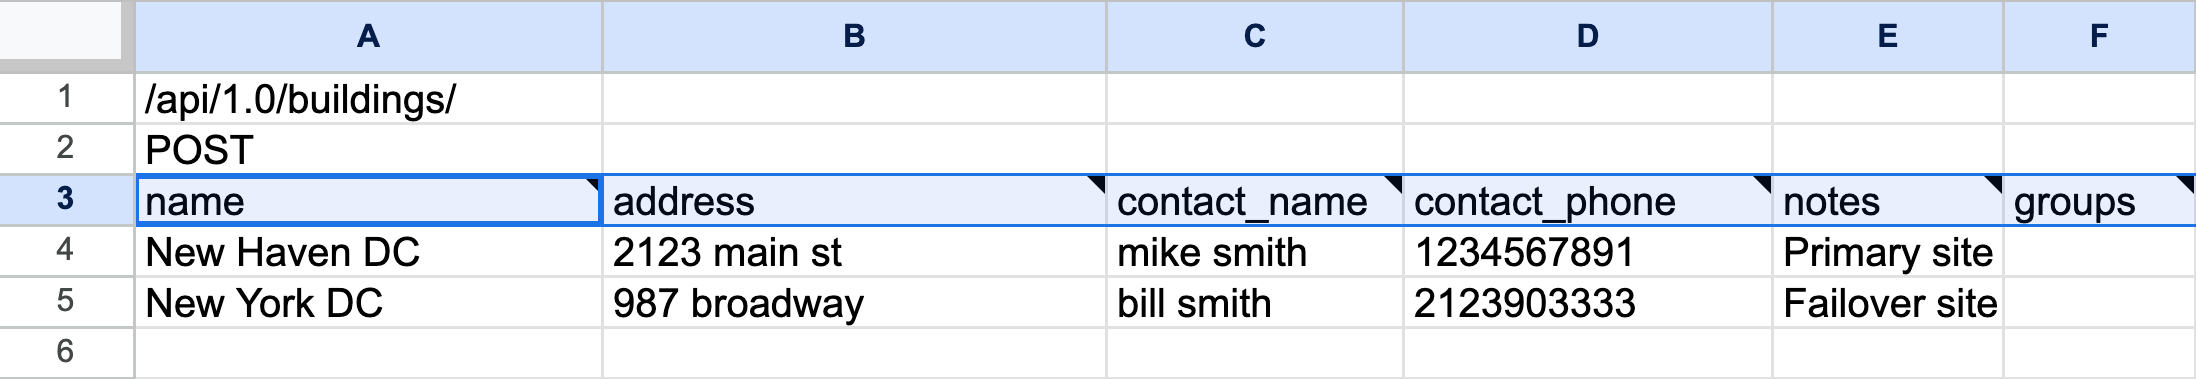 A B C D E F
1 /api/1.0/buildings/
2 POST
3 name address contact_name contact_phone notes groups
4 New Haven DC 2123 main st mike smith 1234567891 Primary site
5 New York DC 987 broadway bill smith 2123903333 Failover site
6